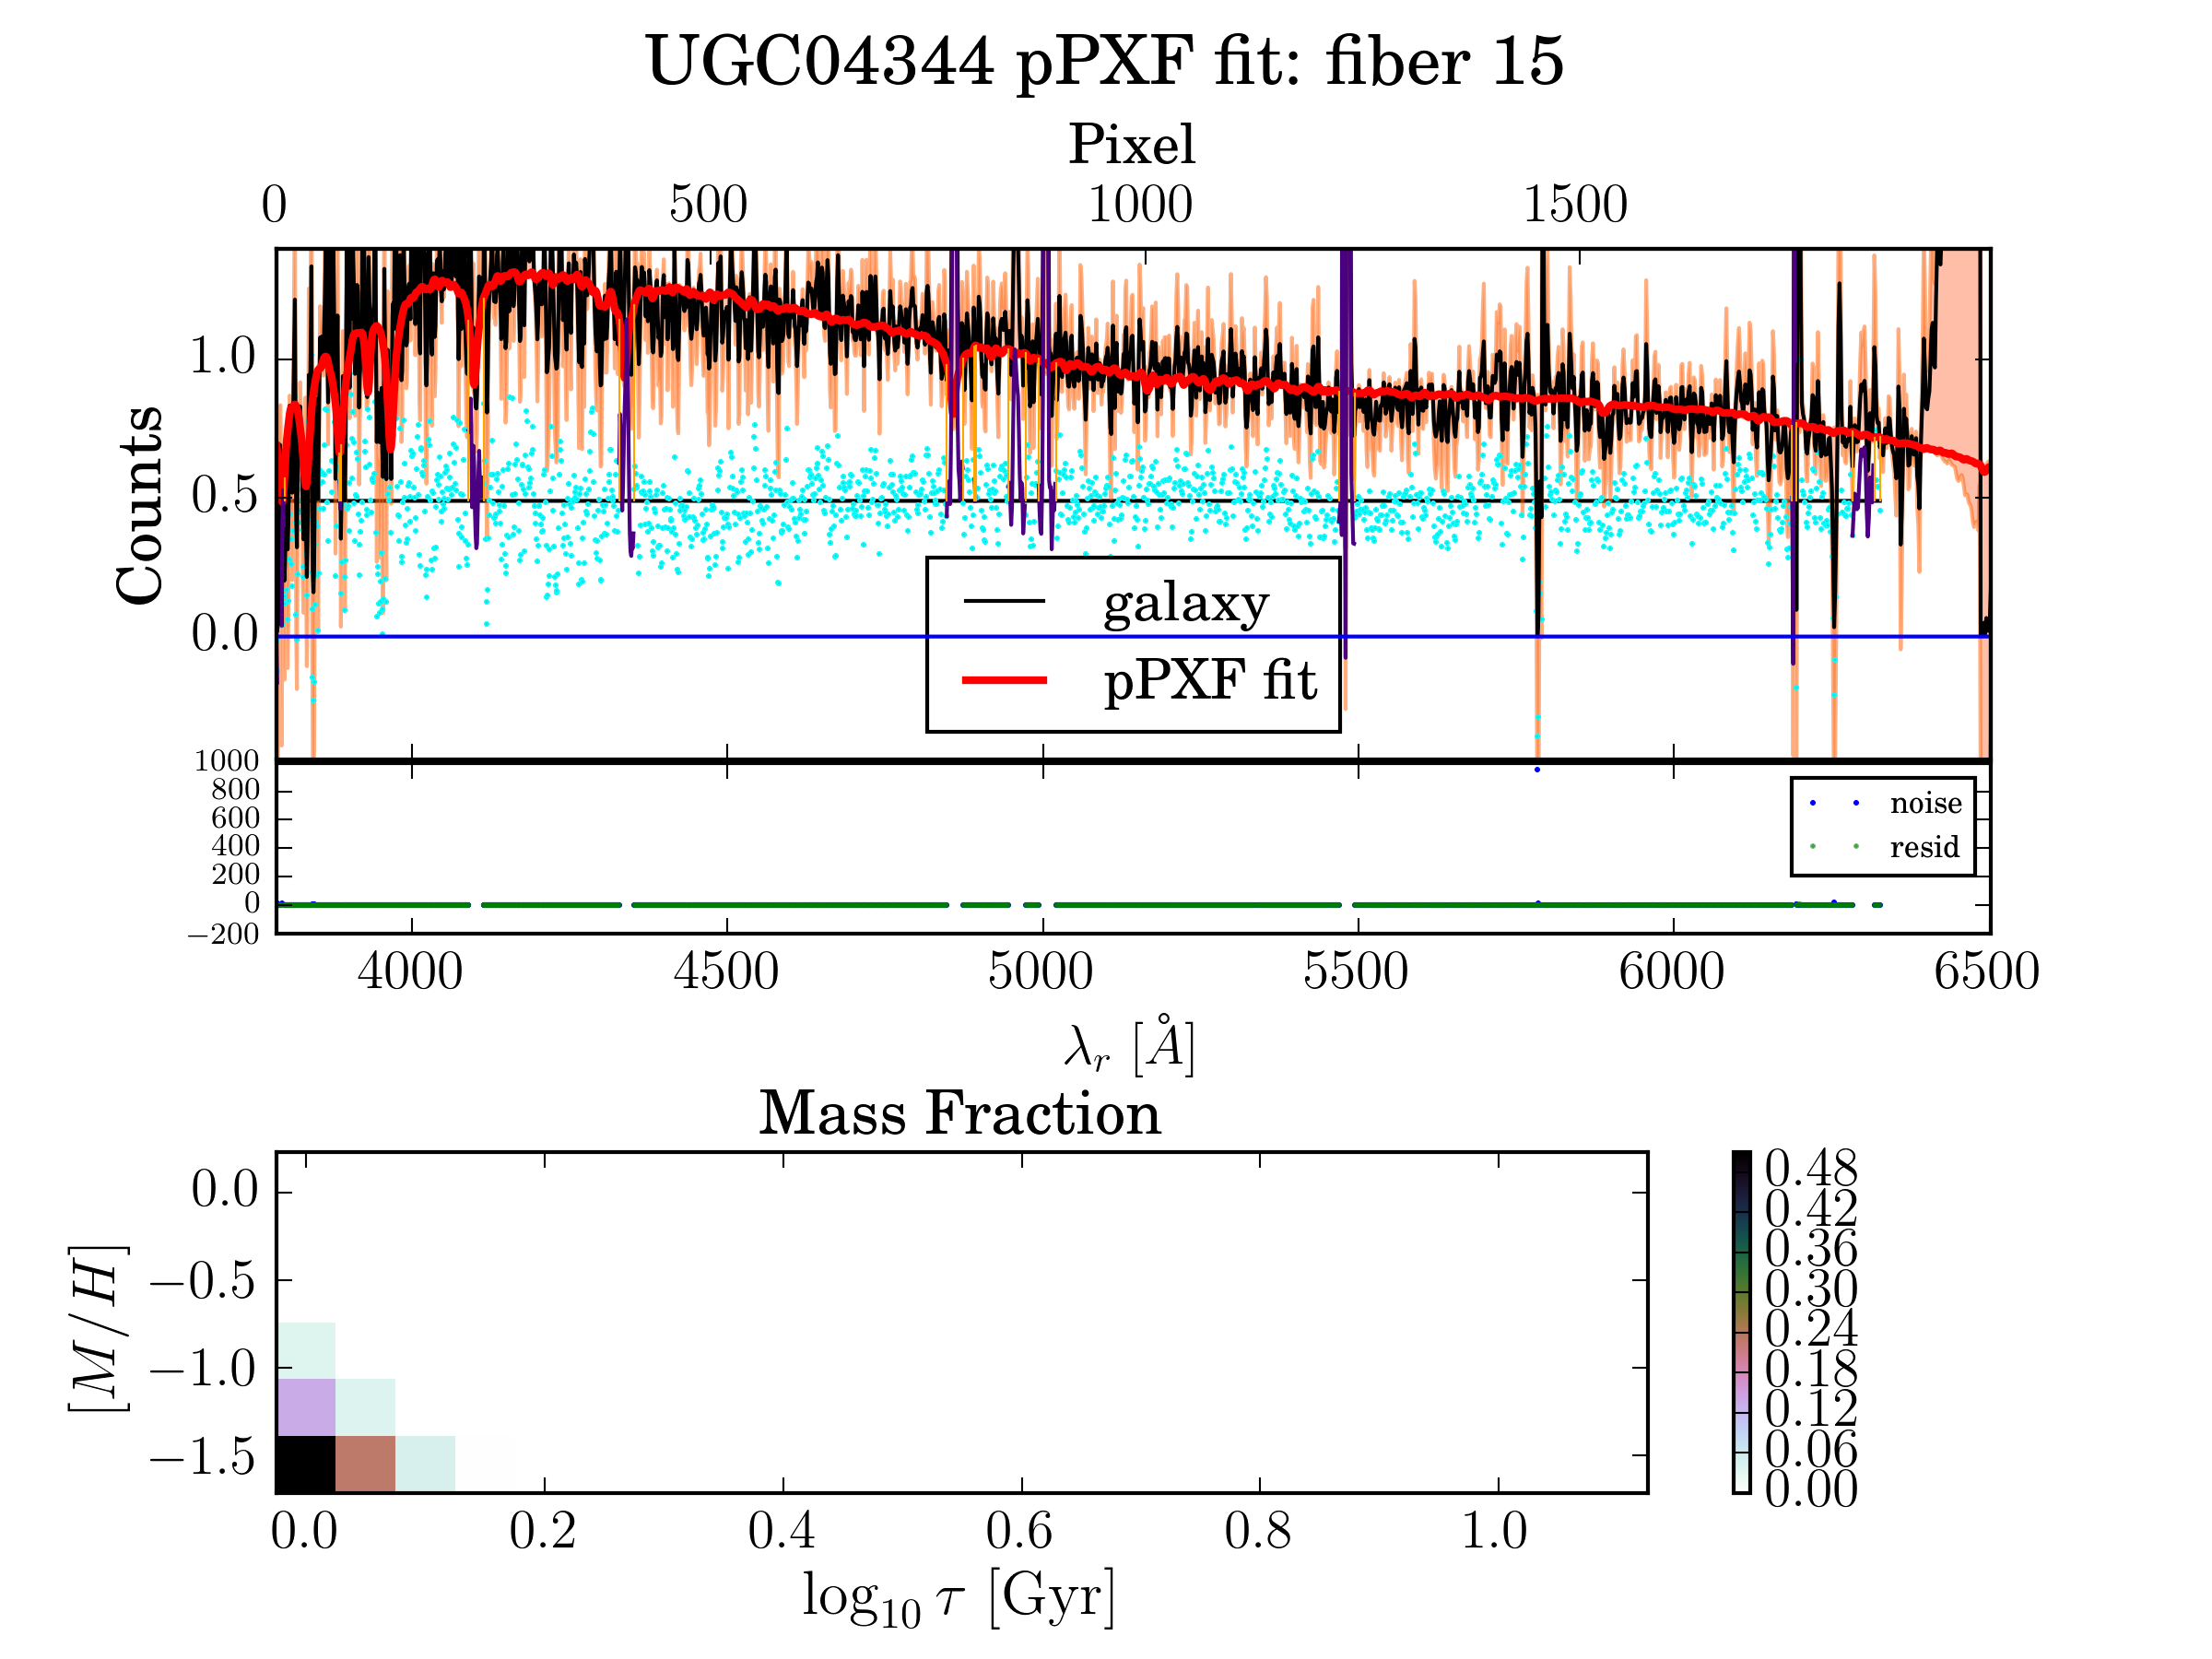 UGC04344 pPXF fit: fiber 15
Pixel
0 500 1000 1500
1.0
0.5
0.0
Counts
galaxy
pPXF fit
1000
800
600
400
200
0
−200
noise
resid
4000 4500 5000 5500 6000 6500
λr [Å]
Mass Fraction
0.0
−0.5
−1.0
−1.5
[M/H]
0.0 0.2 0.4 0.6 0.8 1.0
log10 τ [Gyr]
0.48
0.42
0.36
0.30
0.24
0.18
0.12
0.06
0.00